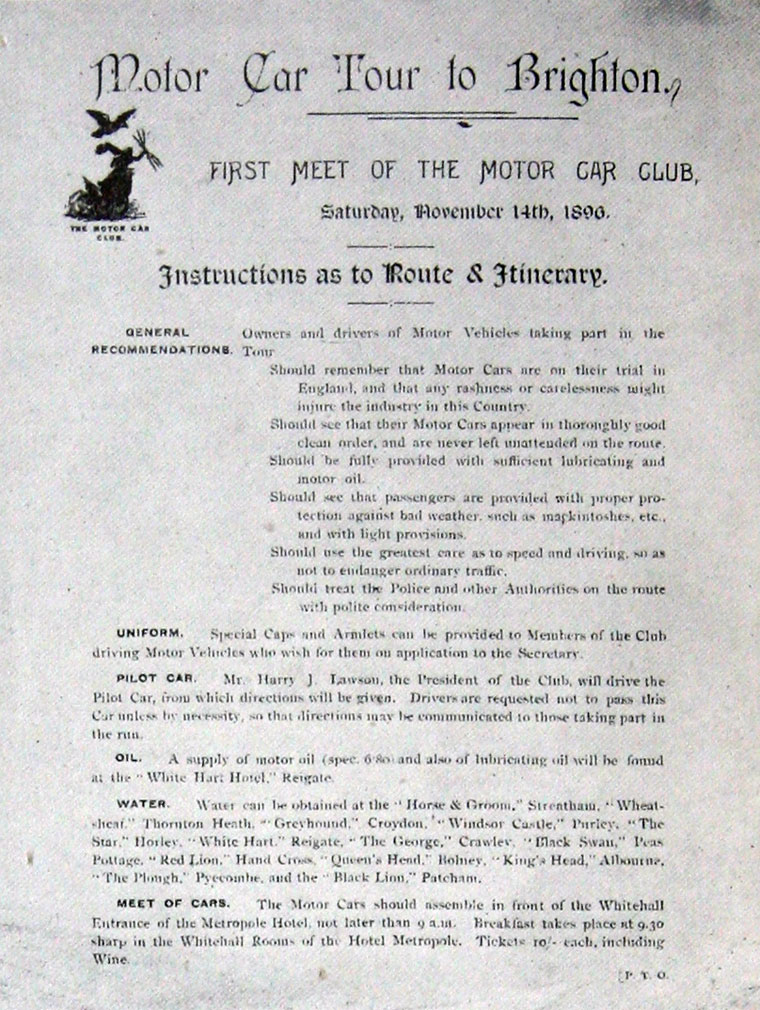 Motor Car Tour to Brighton.
FIRST MEET OF THE MOTOR CAR CLUB,
Saturday, November 14th, 1896.
THE MOTOR CAR
CLUB.
Instructions as to Route & Itinerary.
GENERAL
RECOMMENDATIONS.
Owners and drivers of Motor Vehicles taking part in the
Tour
Should remember that Motor Cars are on their trial in
England, and that any rashness or carelessness might
injure the industry in this Country.
Should see that their Motor Cars appear in thoroughly good
clean order, and are never left unattended on the route.
Should be fully provided with sufficient lubricating and
motor oil.
Should see that passengers are provided with proper pro-
tection against bad weather, such as mackintoshes, etc.,
and with light provisions.
Should use the greatest care as to speed and driving, so as
not to endanger ordinary traffic.
Should treat the Police and other Authorities on the route
with polite consideration.
UNIFORM. Special Caps and Armlets can be provided to Members of the Club
driving Motor Vehicles who wish for them on application to the Secretary.
PILOT CAR. Mr. Harry J. Lawson, the President of the Club, will drive the
Pilot Car, from which directions will be given. Drivers are requested not to pass this
Car unless by necessity, so that directions may be communicated to those taking part in
the run.
OIL. A supply of motor oil (spec. 680) and also of lubricating oil will be found
at the "White Hart Hotel," Reigate.
WATER. Water can be obtained at the "Horse & Groom," Streatham, "Wheat-
sheaf," Thornton Heath, "Greyhound," Croydon, "Windsor Castle," Purley, "The
Star," Horley, "White Hart," Reigate, "The George," Crawley, "Black Swan," Peas
Pottage, "Red Lion," Hand Cross, "Queen's Head," Bolney, "King's Head," Albourne,
"The Plough," Pyecombe, and the "Black Lion," Patcham.
MEET OF CARS. The Motor Cars should assemble in front of the Whitehall
Entrance of the Metropole Hotel, not later than 9 a.m. Breakfast takes place at 9.30
sharp in the Whitehall Rooms of the Hotel Metropole. Tickets 10/- each, including
Wine.
[P. T. O.